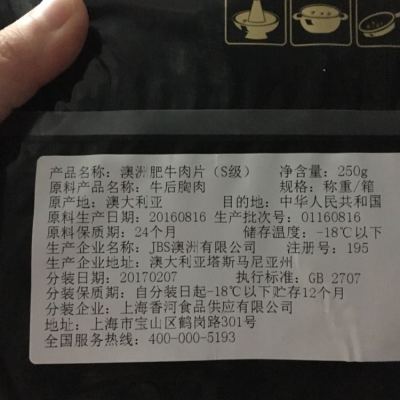 产品名称：澳洲肥牛肉片（S级） 净含量：250g
原料产品名称：牛后胸肉 规格：称重/箱
原产地：澳大利亚 目的地：中华人民共和国
原料生产日期：20160816 生产批次号：01160816
原料保质期：24个月 储存温度：-18℃以下
生产企业名称：JBS澳洲有限公司 注册号：195
生产企业地址：澳大利亚塔斯马尼亚州
分装日期：20170207 执行标准：GB 2707
分装保质期：自分装日起-18℃以下贮存12个月
分装企业：上海香河食品供应有限公司
地址：上海市宝山区鹤岗路301号
全国服务热线：400-000-5193